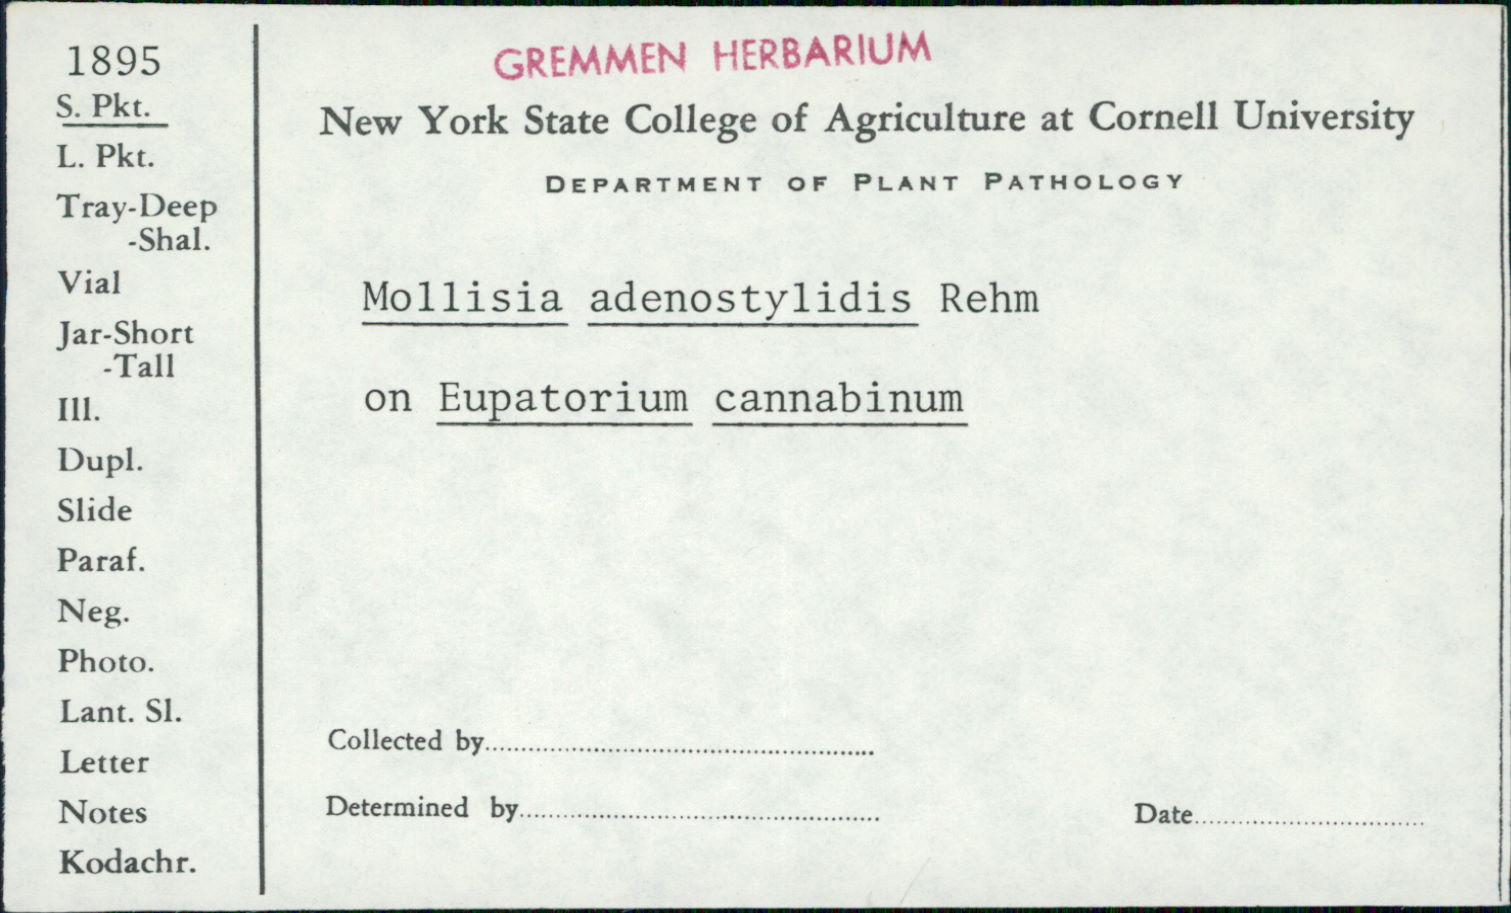 1895
S. Pkt.
L. Pkt.
Tray-Deep
-Shal.
Vial
Jar-Short
-Tall
Ill.
Dupl.
Slide
Paraf.
Neg.
Photo.
Lant. Sl.
Letter
Notes
Kodachr.
GREMMEN HERBARIUM
New York State College of Agriculture at Cornell University
DEPARTMENT OF PLANT PATHOLOGY
Mollisia adenostylidis Rehm
on Eupatorium cannabinum
Collected by
Determined by
Date